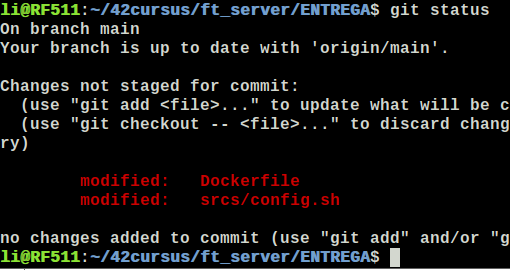 li@RF511:~/42cursus/ft_server/ENTREGA$ git status
On branch main
Your branch is up to date with 'origin/main'.
Changes not staged for commit:
(use "git add <file>..." to update what will be c
(use "git checkout -- <file>..." to discard chang
ry)
modified:   Dockerfile
modified:   srcs/config.sh
no changes added to commit (use "git add" and/or "g
li@RF511:~/42cursus/ft_server/ENTREGA$